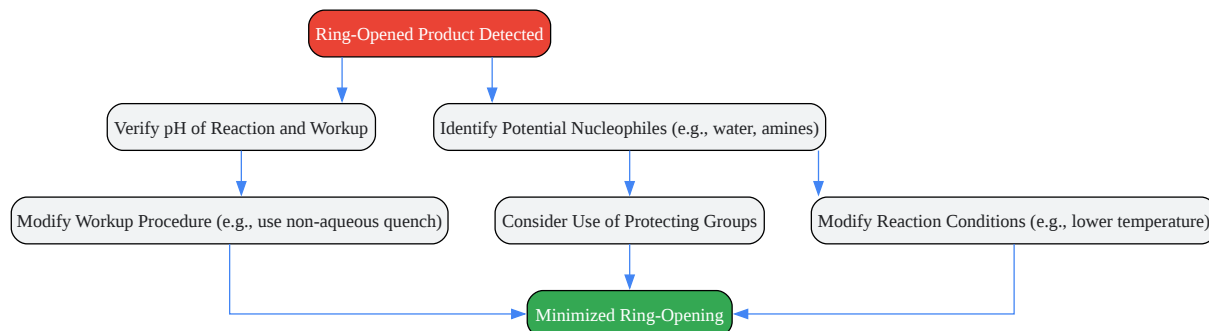 Ring-Opened Product Detected
Verify pH of Reaction and Workup
Identify Potential Nucleophiles (e.g., water, amines)
Modify Workup Procedure (e.g., use non-aqueous quench)
Consider Use of Protecting Groups
Modify Reaction Conditions (e.g., lower temperature)
Minimized Ring-Opening